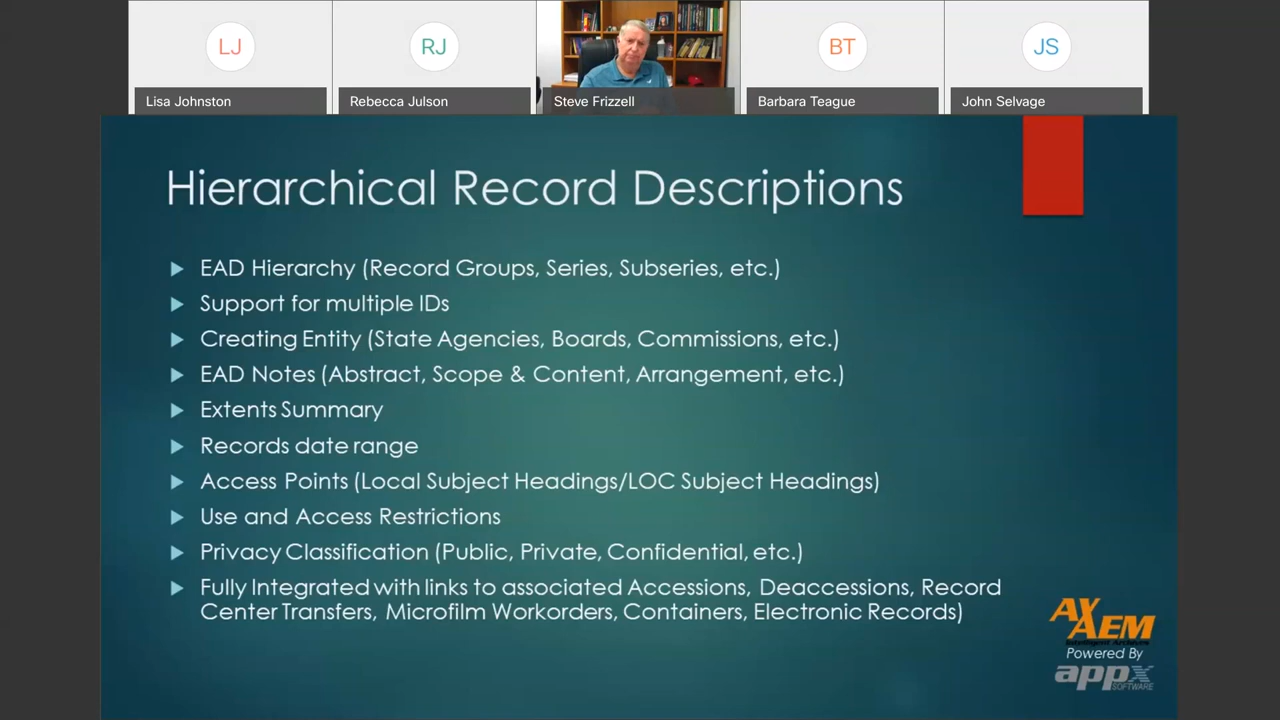 LJ
RJ
BT
JS
Lisa Johnston
Rebecca Julson
Steve Frizzell
Barbara Teague
John Selvage
Hierarchical Record Descriptions
EAD Hierarchy (Record Groups, Series, Subseries, etc.)
Support for multiple IDs
Creating Entity (State Agencies, Boards, Commissions, etc.)
EAD Notes (Abstract, Scope & Content, Arrangement, etc.)
Extents Summary
Records date range
Access Points (Local Subject Headings/LOC Subject Headings)
Use and Access Restrictions
Privacy Classification (Public, Private, Confidential, etc.)
Fully Integrated with links to associated Accessions, Deaccessions, Record
Center Transfers, Microfilm Workorders, Containers, Electronic Records)
AXAEM
Powered By
appx
SOFTWARE